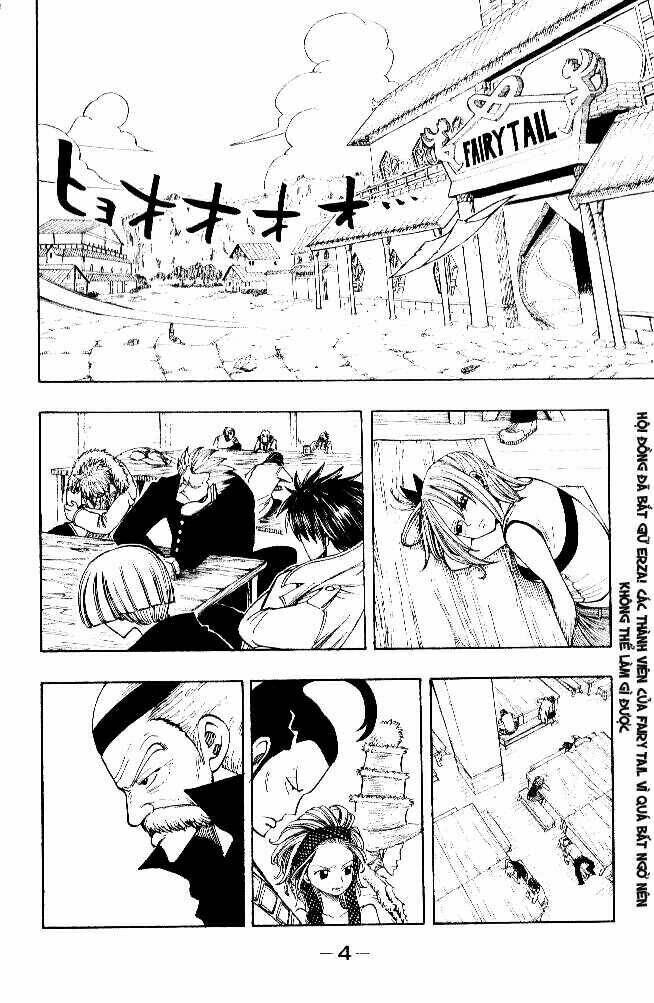 FAIRY TAIL
ヒョオオオオオ…
HỘI ĐỒNG ĐÃ BẮT GIỮ ERZA! CÁC THÀNH VIÊN CỦA FAIRY TAIL VÌ QUÁ BẤT NGỜ NÊN
KHÔNG THỂ LÀM GÌ ĐƯỢC
-4-